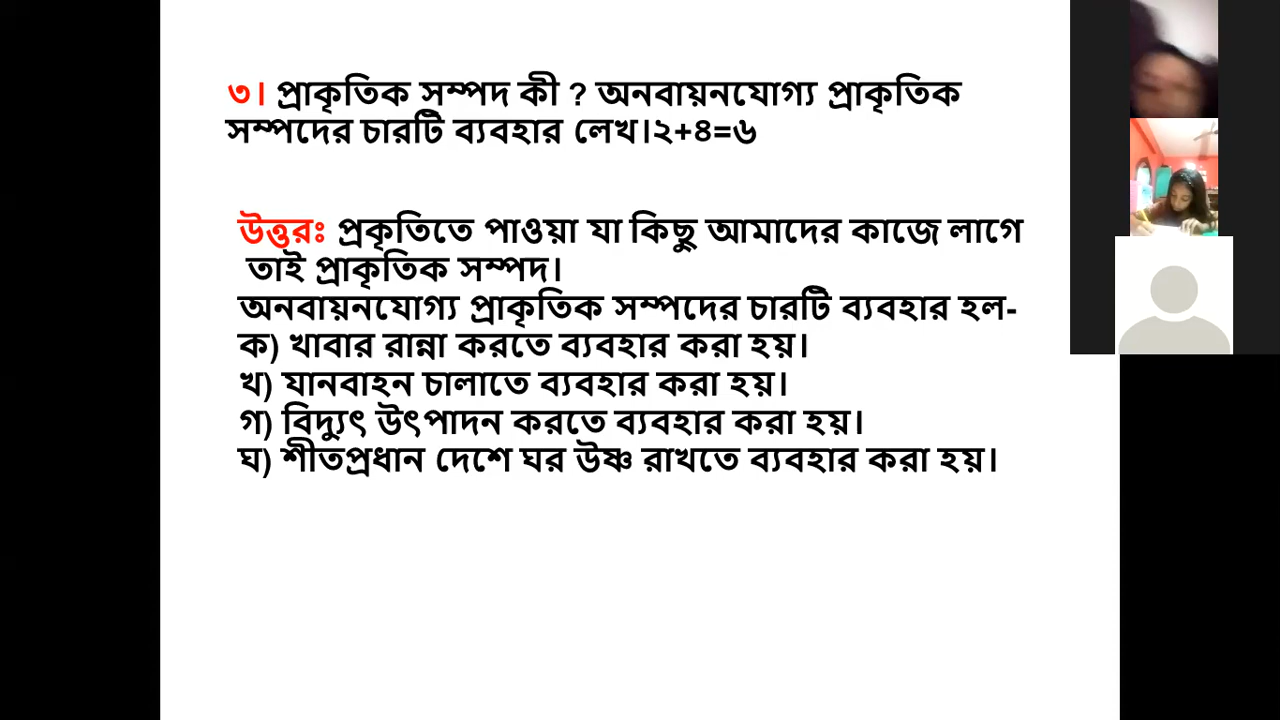 ৩। প্রাকৃতিক সম্পদ কী ? অনবায়নযোগ্য প্রাকৃতিক
সম্পদের চারটি ব্যবহার লেখ।২+৪=৬
উত্তরঃ প্রকৃতিতে পাওয়া যা কিছু আমাদের কাজে লাগে
তাই প্রাকৃতিক সম্পদ।
অনবায়নযোগ্য প্রাকৃতিক সম্পদের চারটি ব্যবহার হল-
ক) খাবার রান্না করতে ব্যবহার করা হয়।
খ) যানবাহন চালাতে ব্যবহার করা হয়।
গ) বিদ্যুৎ উৎপাদন করতে ব্যবহার করা হয়।
ঘ) শীতপ্রধান দেশে ঘর উষ্ণ রাখতে ব্যবহার করা হয়।